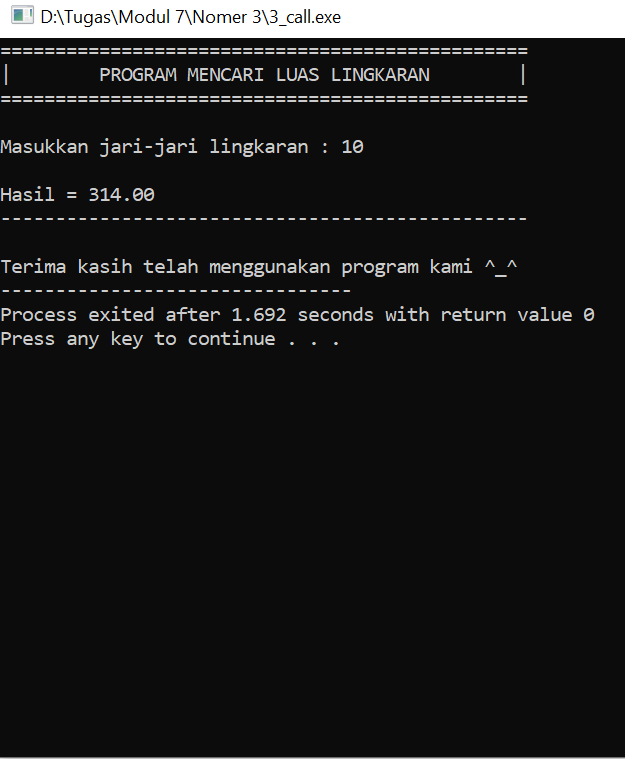 D:\Tugas\Modul 7\Nomer 3\3_call.exe
================================================
|        PROGRAM MENCARI LUAS LINGKARAN        |
================================================
Masukkan jari-jari lingkaran : 10
Hasil = 314.00
------------------------------------------------
Terima kasih telah menggunakan program kami ^_^
--------------------------------
Process exited after 1.692 seconds with return value 0
Press any key to continue . . .